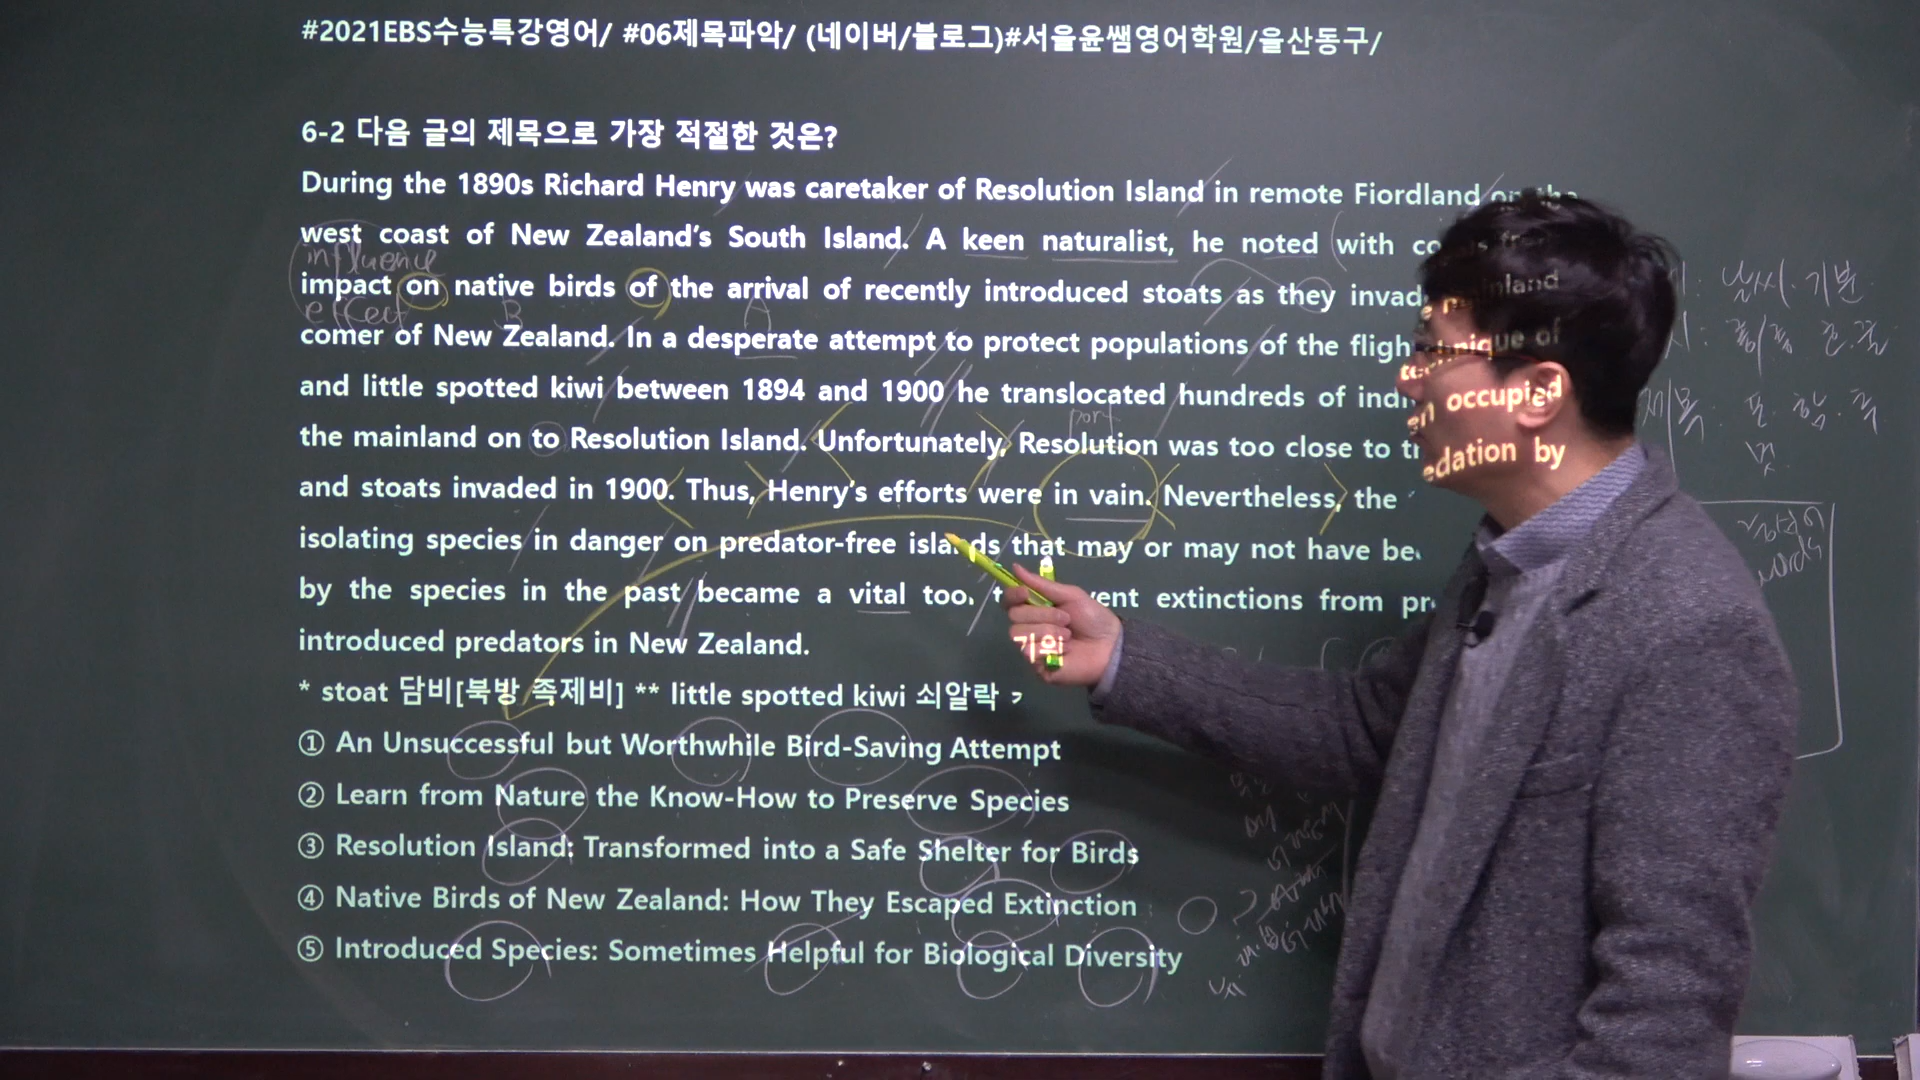 #2021EBS수능특강영어/ #06제목파악/ (네이버/블로그)#서울윤쌤영어학원/울산동구/
6-2 다음 글의 제목으로 가장 적절한 것은?
During the 1890s Richard Henry was caretaker of Resolution Island in remote Fiordland on the
west coast of New Zealand's South Island. A keen naturalist, he noted with
influence
impact on native birds of the arrival of recently introduced stoats as they mainland
effect B A
comer of New Zealand. In a desperate attempt to protect populations of the technique of
and little spotted kiwi between 1894 and 1900 he translocated hundreds of occupied
the mainland on to Resolution Island. Unfortunately, Resolution was too close to
and stoats invaded in 1900. Thus, Henry's efforts were in vain. Nevertheless, the
isolating species in danger on predator-free islands that may or may not have
by the species in the past became a vital extinctions from
introduced predators in New Zealand.
* stoat 담비[북방 족제비] ** little spotted kiwi 쇠알락
① An Unsuccessful but Worthwhile Bird-Saving Attempt
② Learn from Nature the Know-How to Preserve Species
③ Resolution Island: Transformed into a Safe Shelter for Birds
④ Native Birds of New Zealand: How They Escaped Extinction
⑤ Introduced Species: Sometimes Helpful for Biological Diversity